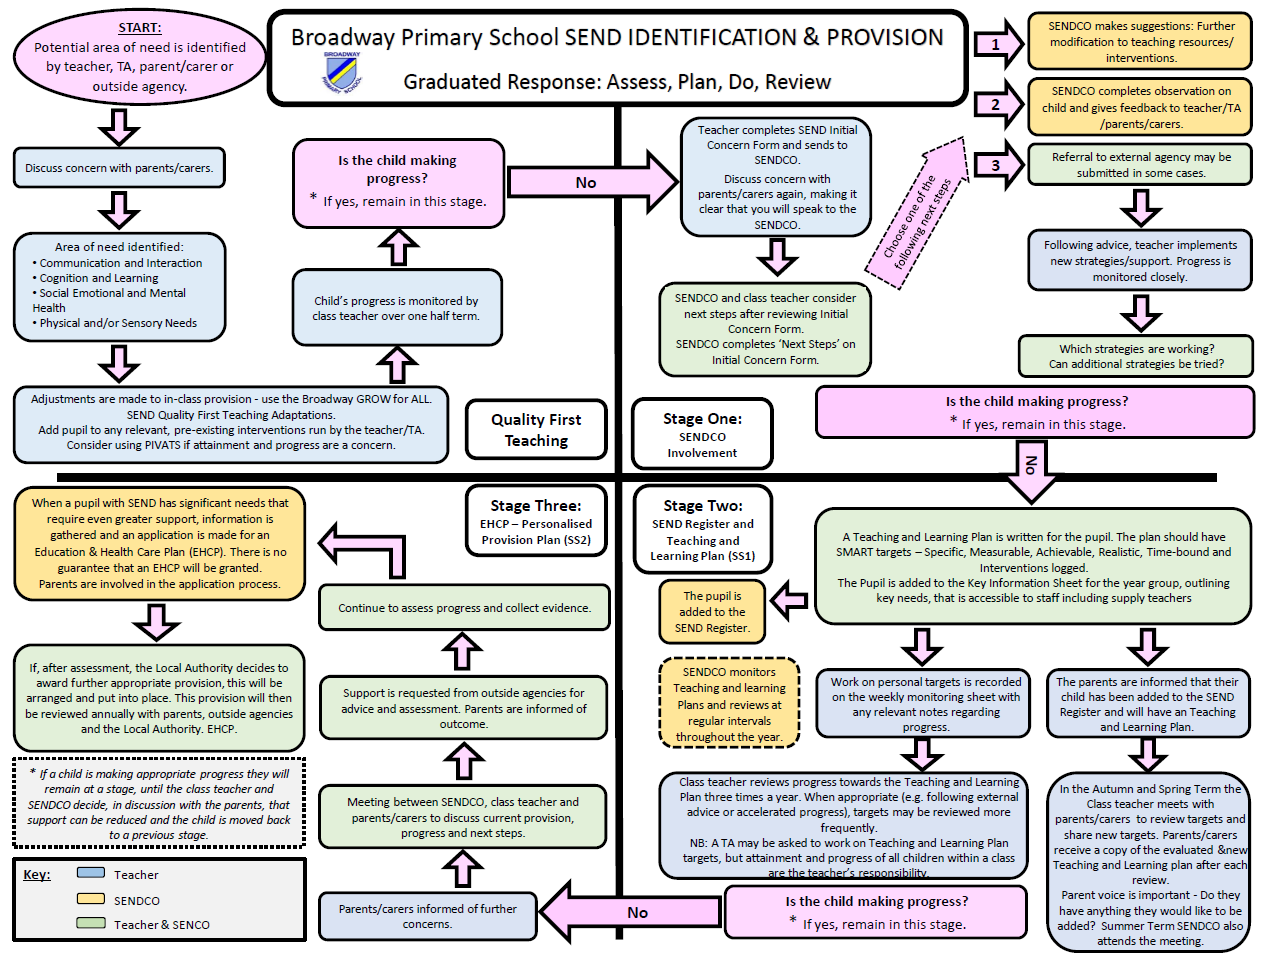 START:
Potential area of need is identified
by teacher, TA, parent/carer or
outside agency.
Broadway Primary School SEND IDENTIFICATION & PROVISION
BROADWAY
PRIMARY SCHOOL
Graduated Response: Assess, Plan, Do, Review
Discuss concern with parents/carers.
Area of need identified:
• Communication and Interaction
• Cognition and Learning
• Social Emotional and Mental
Health
• Physical and/or Sensory Needs
Adjustments are made to in-class provision - use the Broadway GROW for ALL.
SEND Quality First Teaching Adaptations.
Add pupil to any relevant, pre-existing interventions run by the teacher/TA.
Consider using PIVATS if attainment and progress are a concern.
Child's progress is monitored by
class teacher over one half term.
Is the child making
progress?
* If yes, remain in this stage.
No
Quality First
Teaching
Teacher completes SEND Initial
Concern Form and sends to
SENDCO.
Discuss concern with
parents/carers again, making it
clear that you will speak to the
SENDCO.
SENDCO and class teacher consider
next steps after reviewing Initial
Concern Form.
SENDCO completes 'Next Steps' on
Initial Concern Form.
Choose one of the
following next steps
1
SENDCO makes suggestions: Further
modification to teaching resources/
interventions.
2
SENDCO completes observation on
child and gives feedback to teacher/TA
/parents/carers.
3
Referral to external agency may be
submitted in some cases.
Following advice, teacher implements
new strategies/support. Progress is
monitored closely.
Which strategies are working?
Can additional strategies be tried?
Is the child making progress?
* If yes, remain in this stage.
No
Stage One:
SENDCO
Involvement
Stage Two:
SEND Register and
Teaching and
Learning Plan (SS1)
A Teaching and Learning Plan is written for the pupil. The plan should have
SMART targets – Specific, Measurable, Achievable, Realistic, Time-bound and
Interventions logged.
The Pupil is added to the Key Information Sheet for the year group, outlining
key needs, that is accessible to staff including supply teachers
The pupil is
added to the
SEND Register.
SENDCO monitors
Teaching and learning
Plans and reviews at
regular intervals
throughout the year.
Work on personal targets is recorded
on the weekly monitoring sheet with
any relevant notes regarding
progress.
The parents are informed that their
child has been added to the SEND
Register and will have an Teaching
and Learning Plan.
Class teacher reviews progress towards the Teaching and Learning
Plan three times a year. When appropriate (e.g. following external
advice or accelerated progress), targets may be reviewed more
frequently.
NB: A TA may be asked to work on Teaching and Learning Plan
targets, but attainment and progress of all children within a class
are the teacher's responsibility.
In the Autumn and Spring Term the
Class teacher meets with
parents/carers to review targets and
share new targets. Parents/carers
receive a copy of the evaluated &new
Teaching and Learning plan after each
review.
Parent voice is important - Do they
have anything they would like to be
added? Summer Term SENDCO also
attends the meeting.
Is the child making progress?
* If yes, remain in this stage.
No
Stage Three:
EHCP – Personalised
Provision Plan (SS2)
Parents/carers informed of further
concerns.
Meeting between SENDCO, class teacher and
parents/carers to discuss current provision,
progress and next steps.
Support is requested from outside agencies for
advice and assessment. Parents are informed of
outcome.
Continue to assess progress and collect evidence.
When a pupil with SEND has significant needs that
require even greater support, information is
gathered and an application is made for an
Education & Health Care Plan (EHCP). There is no
guarantee that an EHCP will be granted.
Parents are involved in the application process.
If, after assessment, the Local Authority decides to
award further appropriate provision, this will be
arranged and put into place. This provision will then
be reviewed annually with parents, outside agencies
and the Local Authority. EHCP.
* If a child is making appropriate progress they will
remain at a stage, until the class teacher and
SENDCO decide, in discussion with the parents, that
support can be reduced and the child is moved back
to a previous stage.
Key:
Teacher
SENDCO
Teacher & SENCO